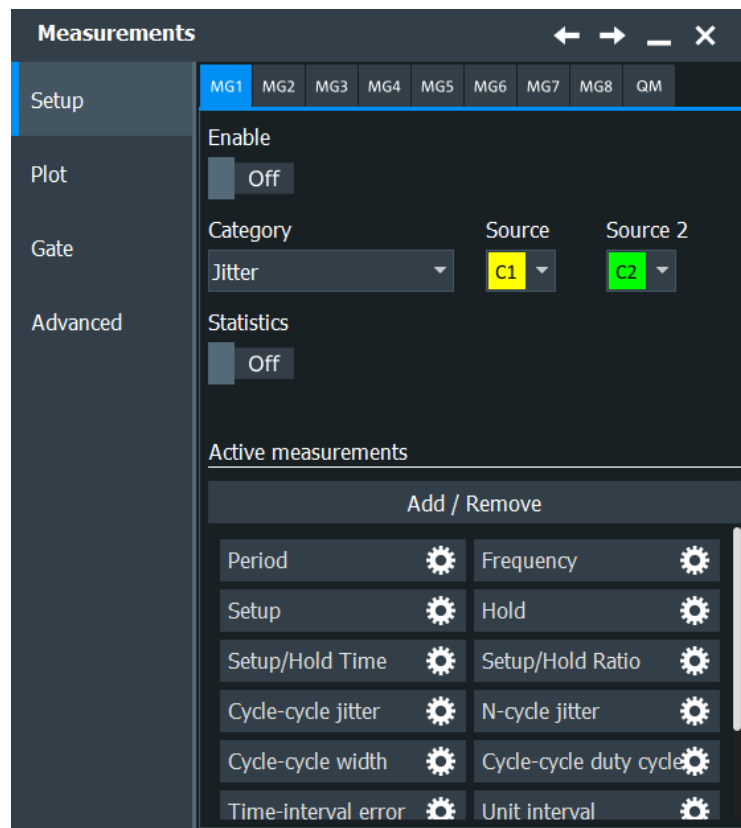 Measurements
Setup
Plot
Gate
Advanced
MG1 MG2 MG3 MG4 MG5 MG6 MG7 MG8 QM
Enable
Off
Category Source Source 2
Jitter C1 C2
Statistics
Off
Active measurements
Add / Remove
Period Frequency
Setup Hold
Setup/Hold Time Setup/Hold Ratio
Cycle-cycle jitter N-cycle jitter
Cycle-cycle width Cycle-cycle duty cycle
Time-interval error Unit interval